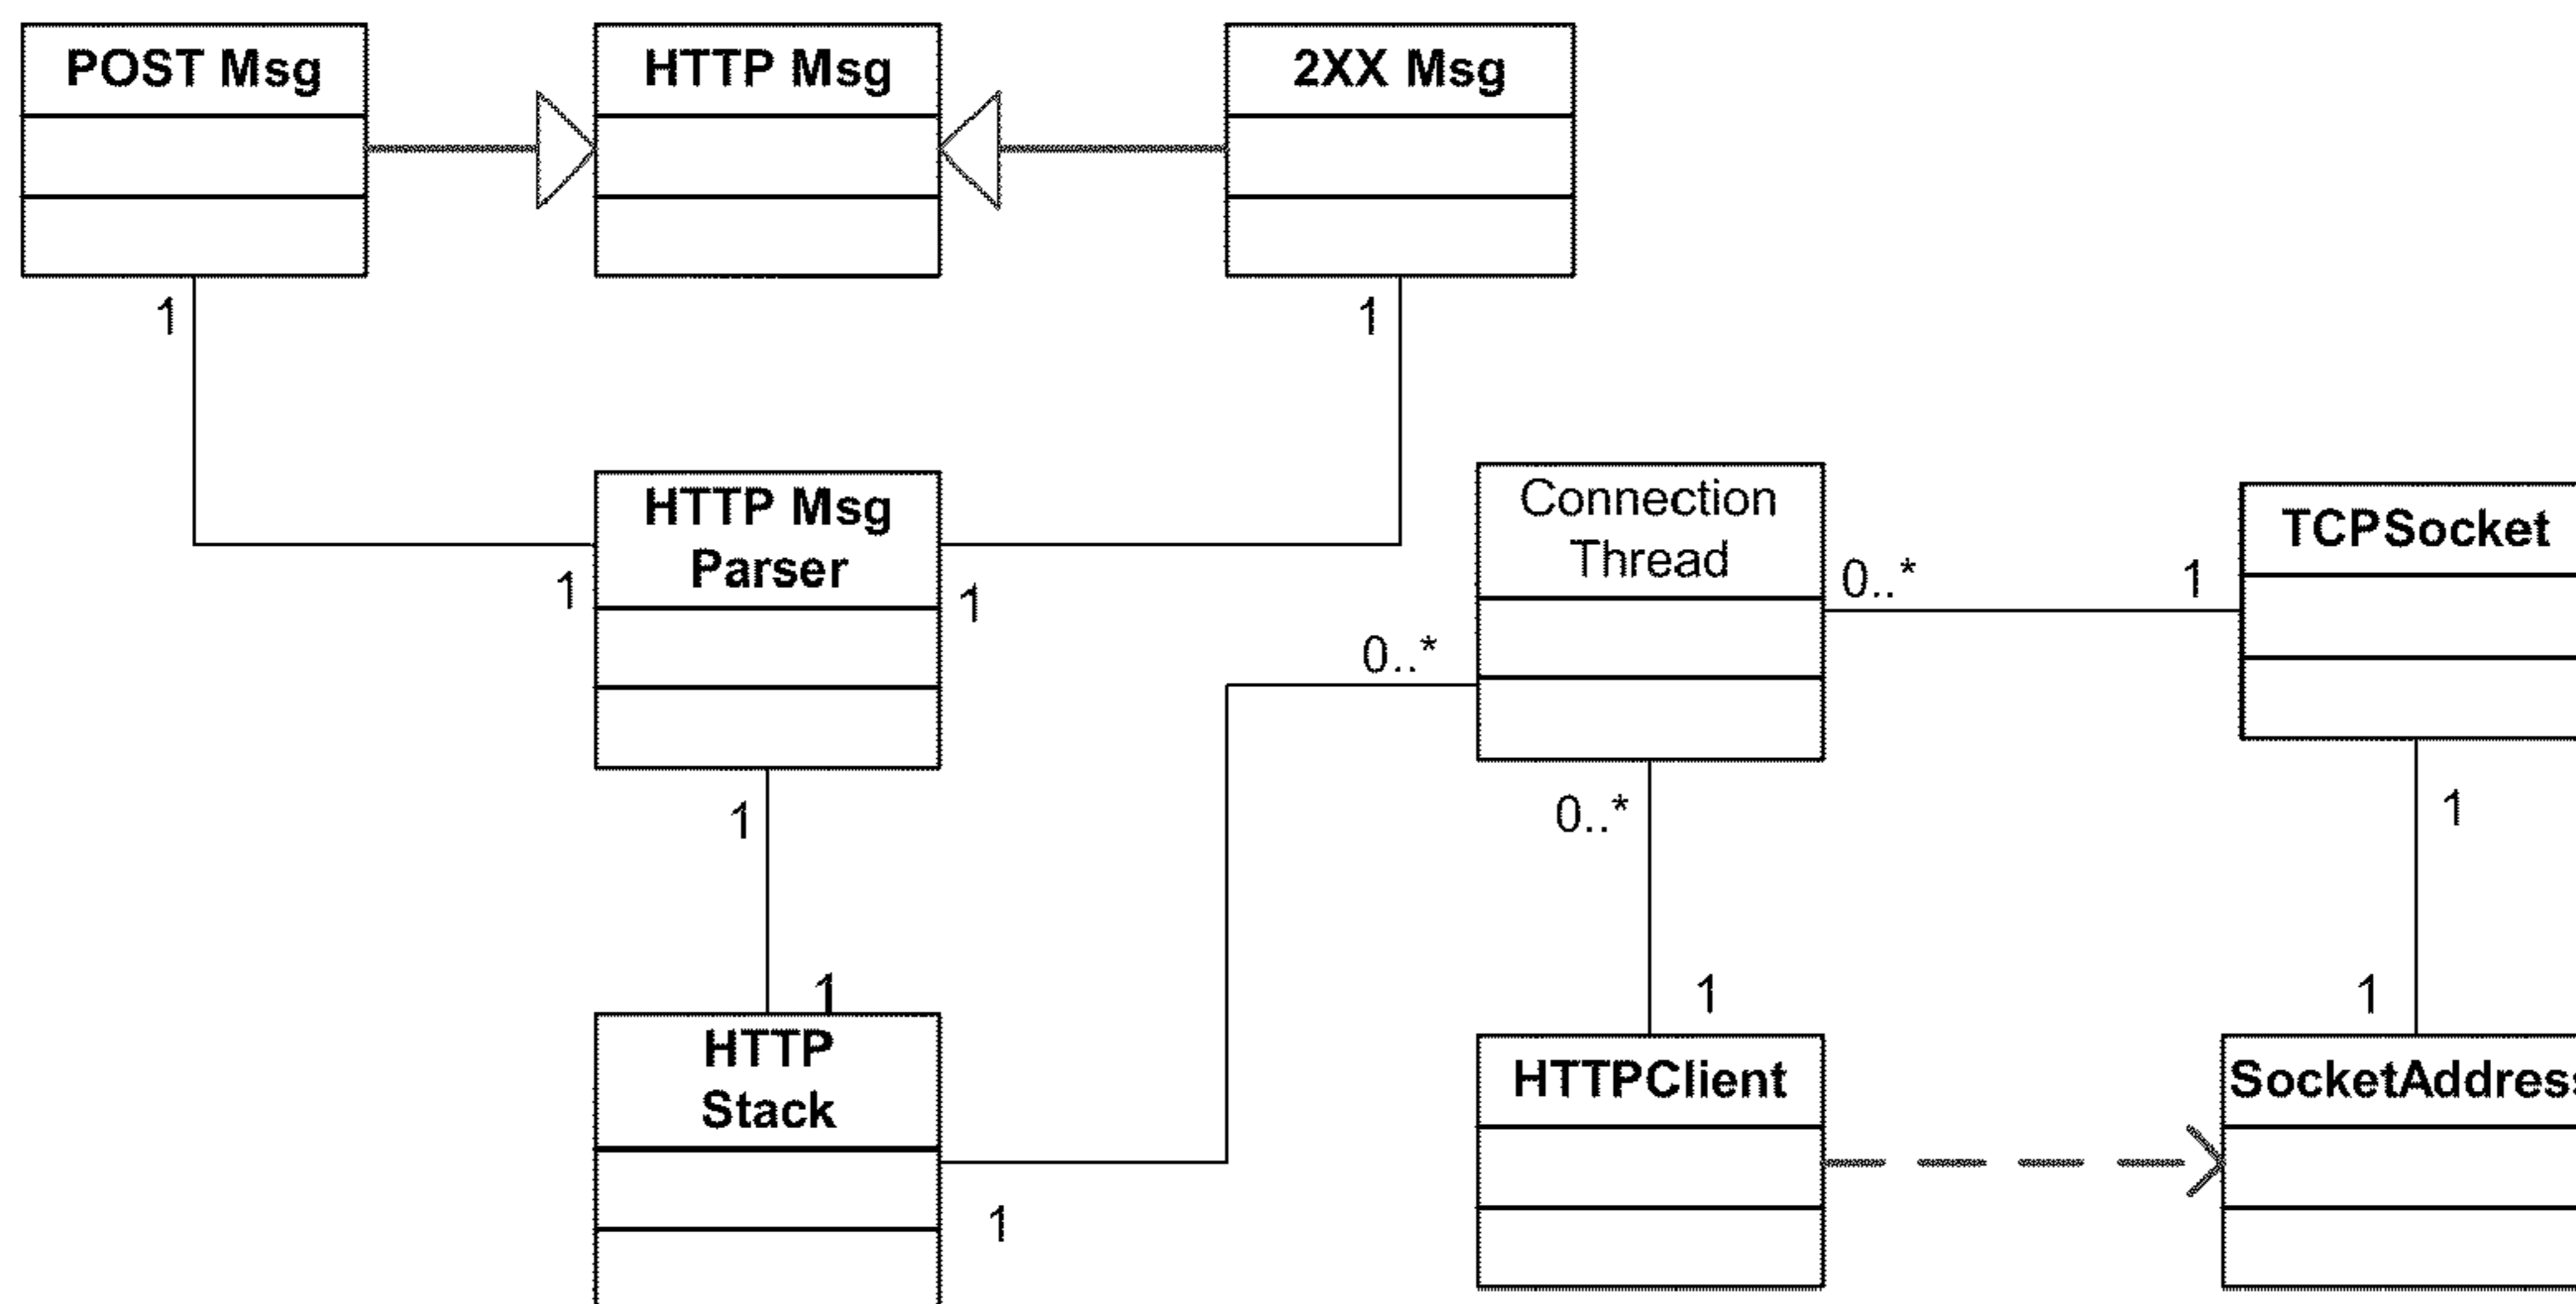 POST Msg
HTTP Msg
2XX Msg
1
1
HTTP Msg
Parser
1
1
Connection
Thread
0..*
1
TCPSocket
0..*
1
0..*
1
1
1
1
1
HTTP
Stack
1
HTTPClient
SocketAddress